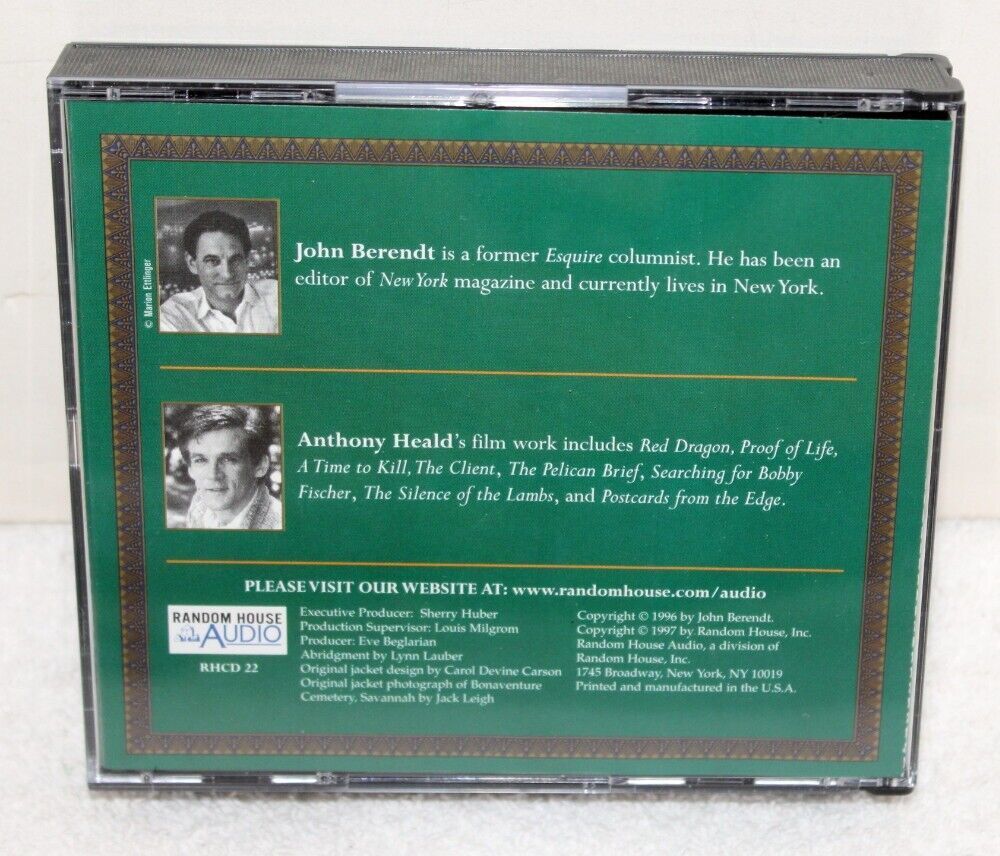 © Marion Ettlinger
John Berendt is a former Esquire columnist. He has been an
editor of New York magazine and currently lives in New York.
Anthony Heald's film work includes Red Dragon, Proof of Life,
A Time to Kill, The Client, The Pelican Brief, Searching for Bobby
Fischer, The Silence of the Lambs, and Postcards from the Edge.
PLEASE VISIT OUR WEBSITE AT: www.randomhouse.com/audio
RANDOM HOUSE
AUDIO
RHCD 22
Executive Producer: Sherry Huber
Production Supervisor: Louis Milgrom
Producer: Eve Beglarian
Abridgment by Lynn Lauber
Original jacket design by Carol Devine Carson
Original jacket photograph of Bonaventure
Cemetery, Savannah by Jack Leigh
Copyright © 1996 by John Berendt.
Copyright © 1997 by Random House, Inc.
Random House Audio, a division of
Random House, Inc.
1745 Broadway, New York, NY 10019
Printed and manufactured in the U.S.A.